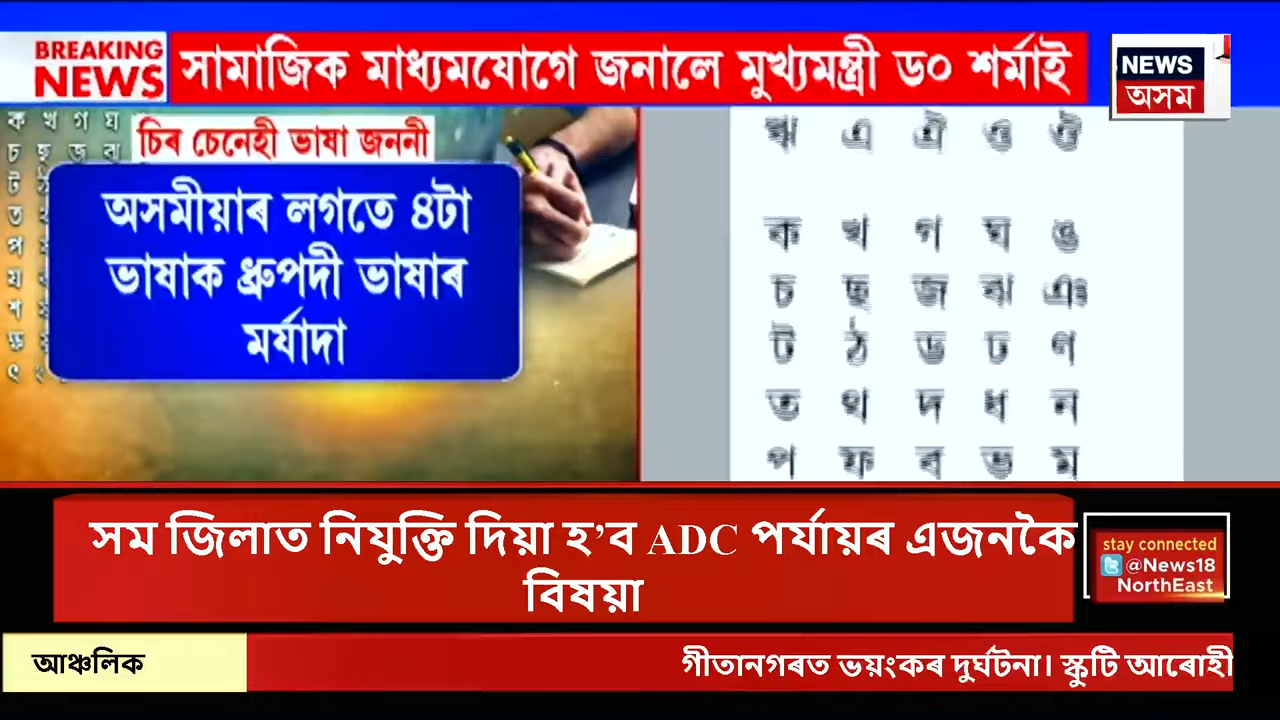 BREAKING
NEWS
সামাজিক মাধ্যমযোগে জনালে মুখ্যমন্ত্ৰী ড০ শৰ্মাই
NEWS
অসম
ক খ গ ঘ
চ ছ জ ঝ
ট
ত
প
য
শ
ক্ষ
ৎ
চিৰ চেনেহী ভাষা জননী
অসমীয়াৰ লগতে ৪টা
ভাষাক ধ্ৰুপদী ভাষাৰ
মৰ্যাদা
ঋ এ ঐ ও ঔ
ক খ গ ঘ ঙ
চ ছ জ ঝ ঞ
ট ঠ ড ঢ ণ
ত থ দ ধ ন
প ফ ব ভ ম
সম জিলাত নিযুক্তি দিয়া হ’ব ADC পৰ্যায়ৰ এজনকৈ
বিষয়া
stay connected
@News18
NorthEast
আঞ্চলিক
গীতানগৰত ভয়ংকৰ দুৰ্ঘটনা। স্কুটি আৰোহী